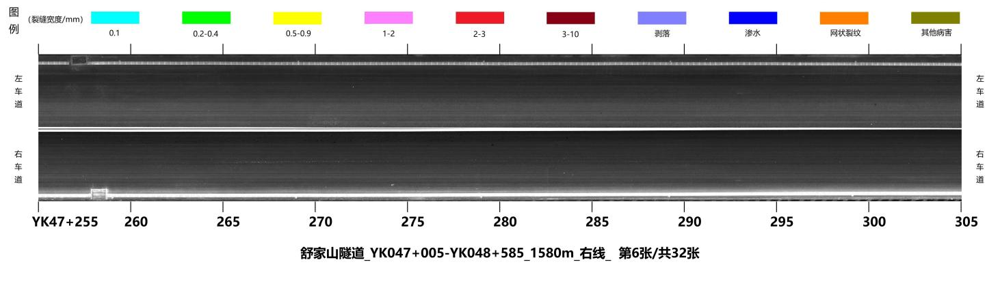 图例
(裂缝宽度/mm)
0.1 0.2-0.4 0.5-0.9 1-2 2-3 3-10 剥落 渗水 网状裂纹 其他病害
左车道 左车道
右车道 右车道
YK47+255 260 265 270 275 280 285 290 295 300 305
舒家山隧道_YK047+005-YK048+585_1580m_右线_ 第6张/共32张